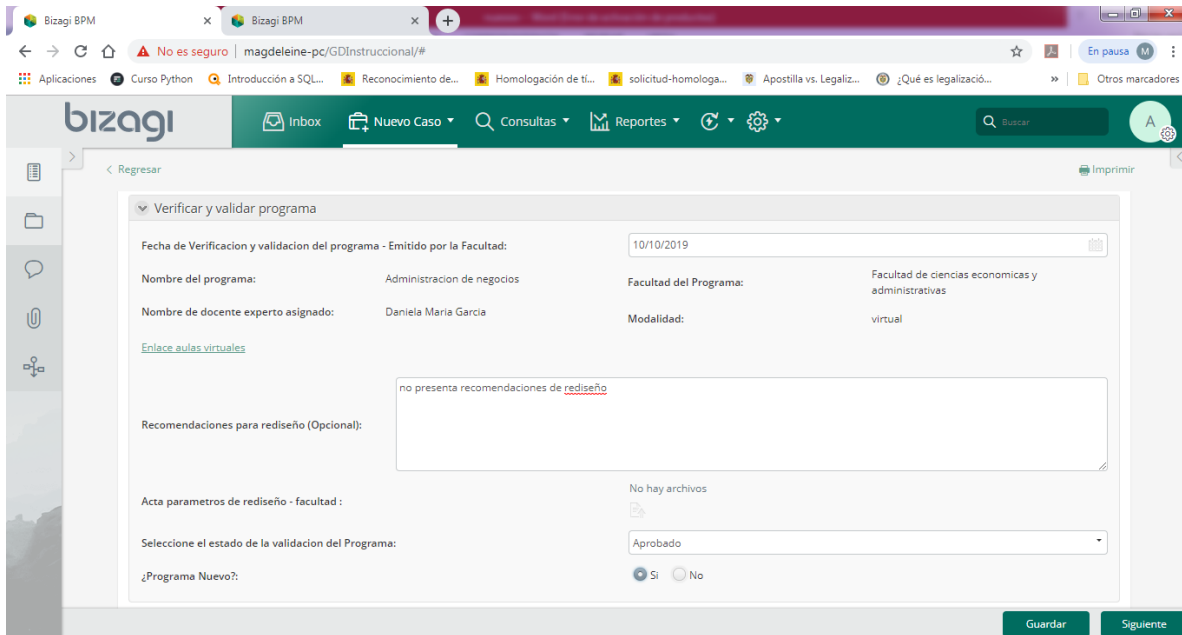 Bizagi BPM
Bizagi BPM
No es seguro | magdeleine-pc/GDInstruccional/#
En pausa M
Aplicaciones Curso Python Introducción a SQL... Reconocimiento de... Homologación de tí... solicitud-homologa... Apostilla vs. Legaliz... ¿Qué es legalizació... » Otros marcadores
bizagi Inbox Nuevo Caso Consultas Reportes Buscar A
Regresar Imprimir
Verificar y validar programa
Fecha de Verificacion y validacion del programa - Emitido por la Facultad: 10/10/2019
Nombre del programa: Administracion de negocios Facultad del Programa: Facultad de ciencias economicas y
administrativas
Nombre de docente experto asignado: Daniela Maria Garcia Modalidad: virtual
Enlace aulas virtuales
no presenta recomendaciones de rediseño
Recomendaciones para rediseño (Opcional):
No hay archivos
Acta parametros de rediseño - facultad :
Seleccione el estado de la validacion del Programa: Aprobado
¿Programa Nuevo?: Si No
Guardar Siguiente